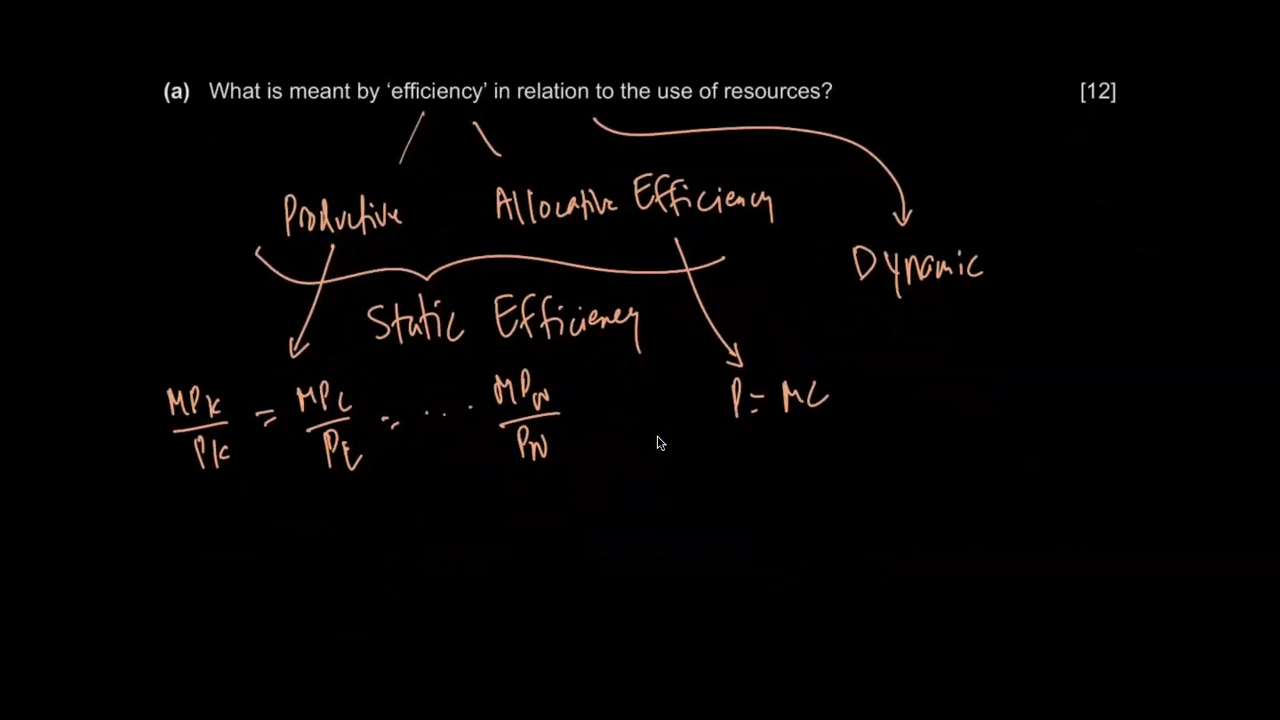 (a) What is meant by 'efficiency' in relation to the use of resources? [12]
Productive Allocative Efficiency
Dynamic
Static Efficiency
MPK/PK = MPL/PL = .... MPN/PN
P = MC